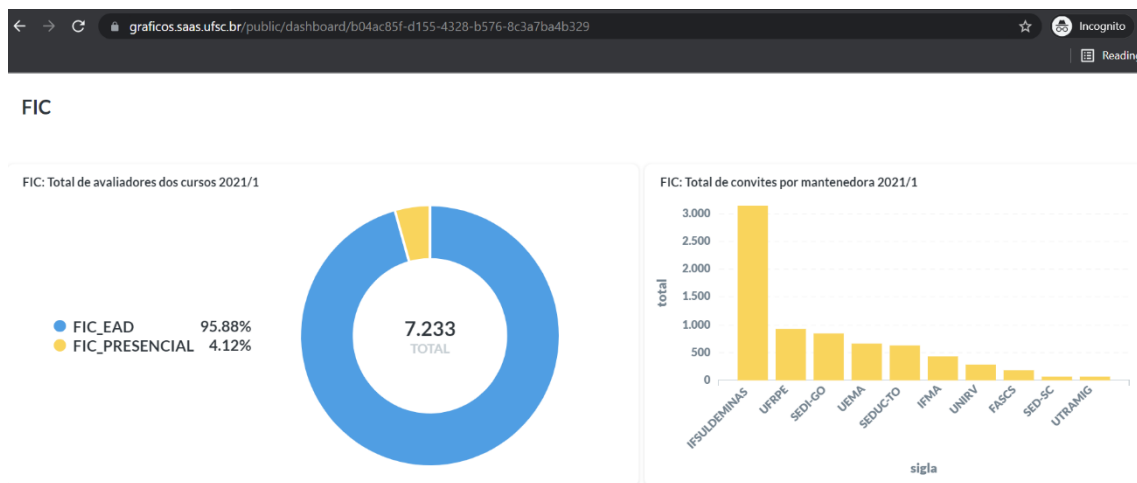 graficos.saas.ufsc.br/public/dashboard/b04ac85f-d155-4328-b576-8c3a7ba4b329
Incognito
Reading
FIC
FIC: Total de avaliadores dos cursos 2021/1
FIC_EAD 95.88%
FIC_PRESENCIAL 4.12%
7.233
TOTAL
FIC: Total de convites por mantenedora 2021/1
total
3.000
2.500
2.000
1.500
1.000
500
0
IFSULDEMINAS
UFRPE
SEDI-GO
UEMA
SEDUC-TO
IFMA
UNIRV
FASCS
SED-SC
UTRAMIG
sigla